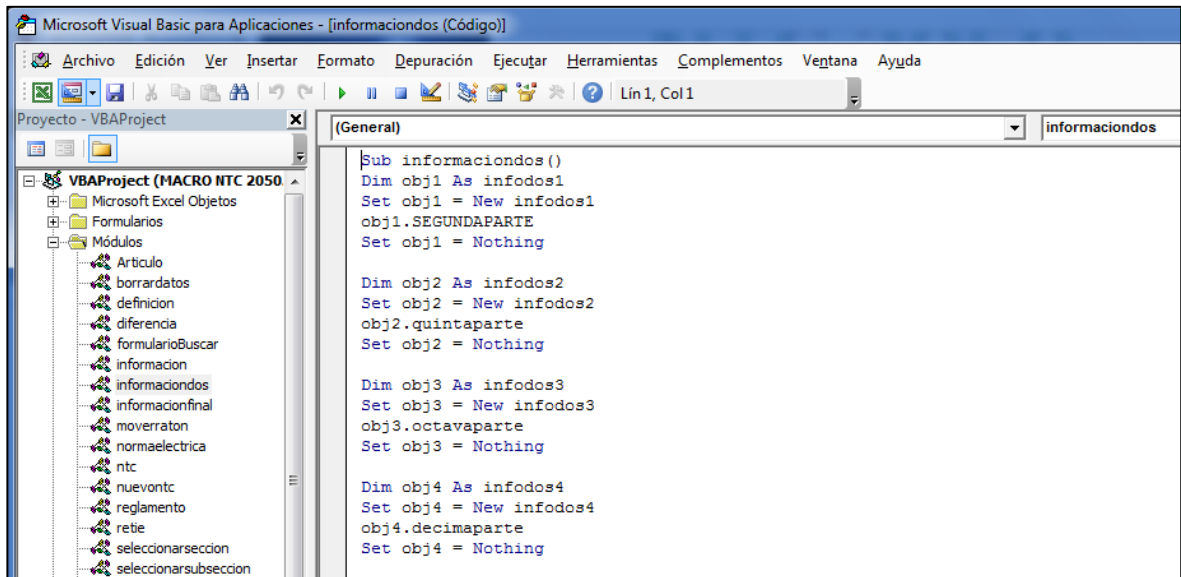 Microsoft Visual Basic para Aplicaciones - [informaciondos (Código)]
Archivo Edición Ver Insertar Formato Depuración Ejecutar Herramientas Complementos Ventana Ayuda
Lín 1, Col 1
Proyecto - VBAProject
(General) informaciondos
VBAProject (MACRO NTC 2050.
Microsoft Excel Objetos
Formularios
Módulos
Articulo
borrardatos
definicion
diferencia
formularioBuscar
informacion
informaciondos
informacionfinal
moverraton
normaelectrica
ntc
nuevontc
reglamento
retie
seleccionarseccion
seleccionarsubseccion
Sub informaciondos()
Dim obj1 As infodos1
Set obj1 = New infodos1
obj1.SEGUNDAPARTE
Set obj1 = Nothing
Dim obj2 As infodos2
Set obj2 = New infodos2
obj2.quintaparte
Set obj2 = Nothing
Dim obj3 As infodos3
Set obj3 = New infodos3
obj3.octavaparte
Set obj3 = Nothing
Dim obj4 As infodos4
Set obj4 = New infodos4
obj4.decimaparte
Set obj4 = Nothing